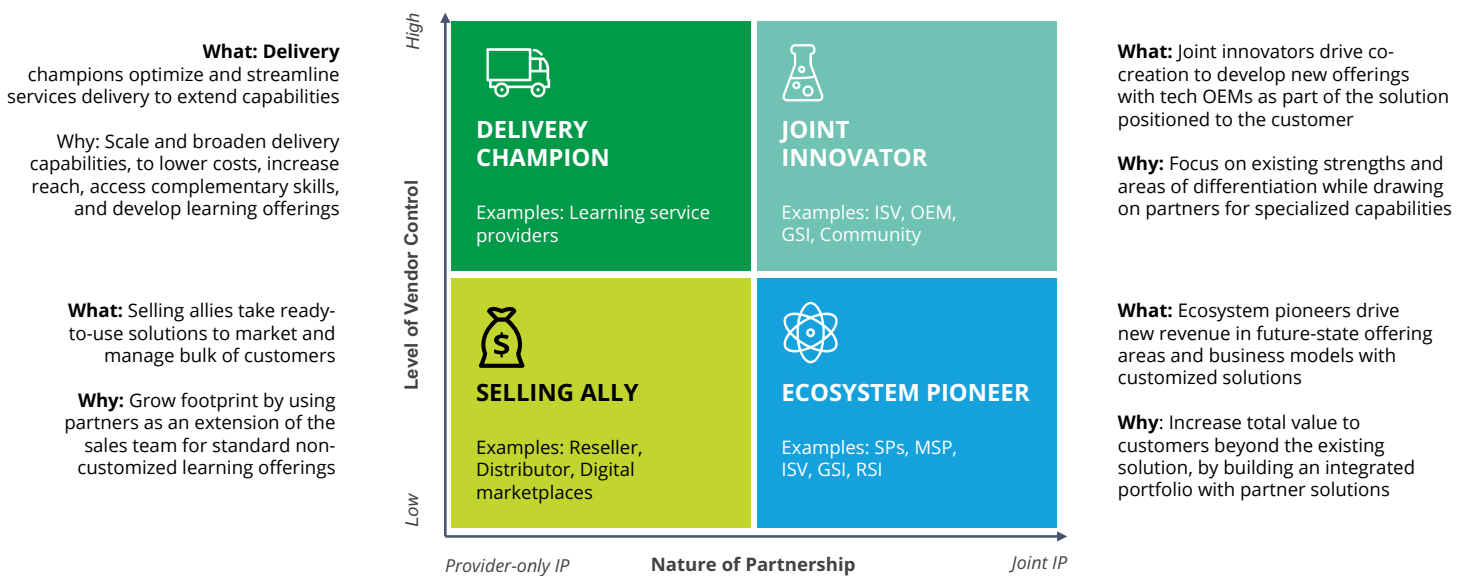 What: Delivery
champions optimize and streamline
services delivery to extend capabilities
Why: Scale and broaden delivery
capabilities, to lower costs, increase
reach, access complementary skills,
and develop learning offerings
What: Selling allies take ready-
to-use solutions to market and
manage bulk of customers
Why: Grow footprint by using
partners as an extension of the
sales team for standard non-
customized learning offerings
High
Level of Vendor Control
Low
DELIVERY
CHAMPION
Examples: Learning service
providers
JOINT
INNOVATOR
Examples: ISV, OEM,
GSI, Community
$
SELLING ALLY
Examples: Reseller,
Distributor, Digital
marketplaces
ECOSYSTEM PIONEER
Examples: SPs, MSP,
ISV, GSI, RSI
Provider-only IP
Nature of Partnership
Joint IP
What: Joint innovators drive co-
creation to develop new offerings
with tech OEMs as part of the solution
positioned to the customer
Why: Focus on existing strengths and
areas of differentiation while drawing
on partners for specialized capabilities
What: Ecosystem pioneers drive
new revenue in future-state offering
areas and business models with
customized solutions
Why: Increase total value to
customers beyond the existing
solution, by building an integrated
portfolio with partner solutions